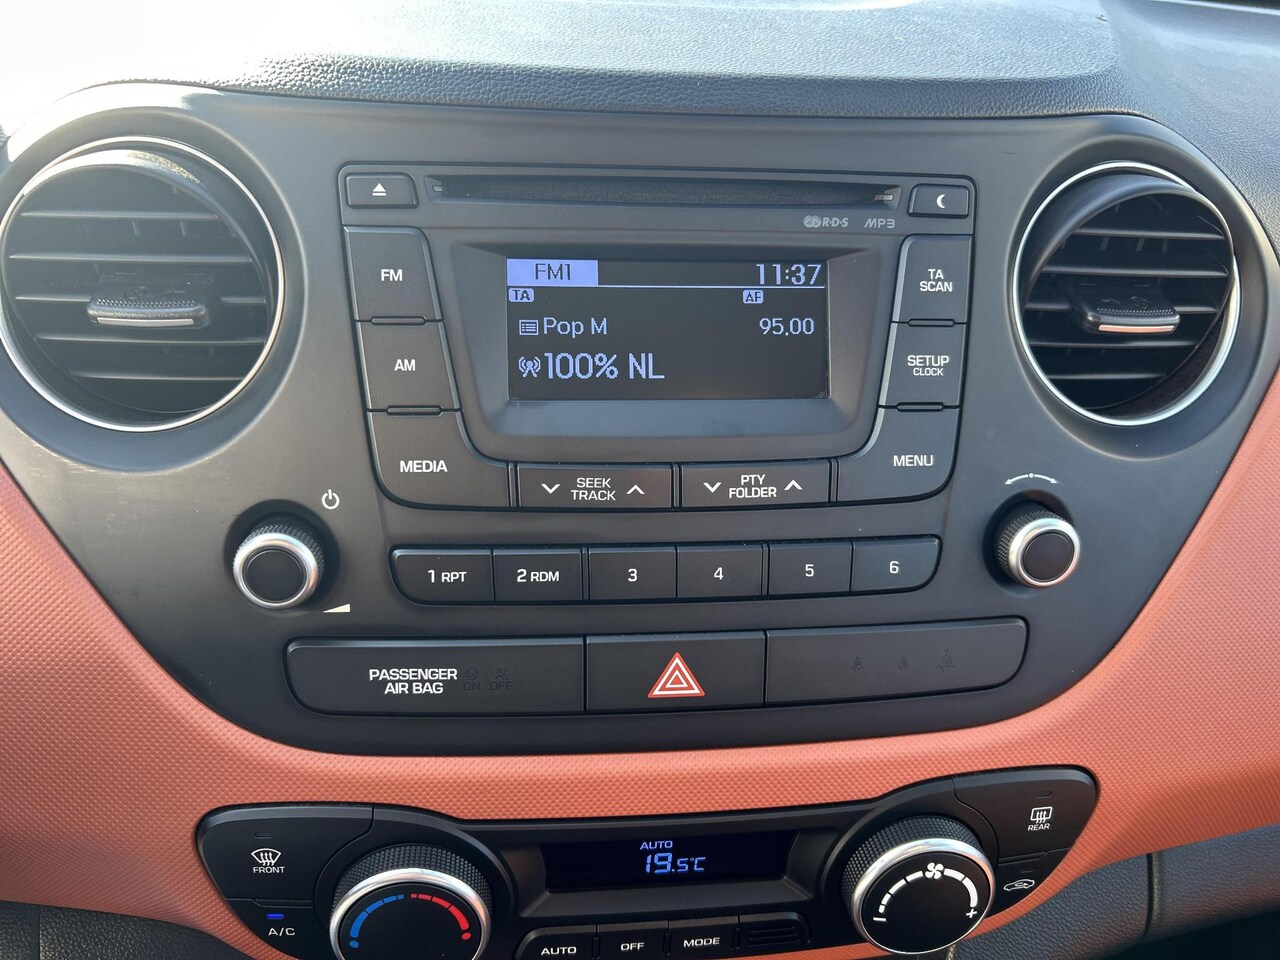 R·D·S MP3
FM
AM
MEDIA
FM1 11:37
TA AF
Pop M 95.00
100% NL
TA
SCAN
SETUP
CLOCK
MENU
SEEK
TRACK
PTY
FOLDER
1 RPT 2 RDM 3 4 5 6
PASSENGER
AIR BAG
ON OFF
FRONT
A/C
AUTO
19.5°C
REAR
AUTO OFF MODE
- +